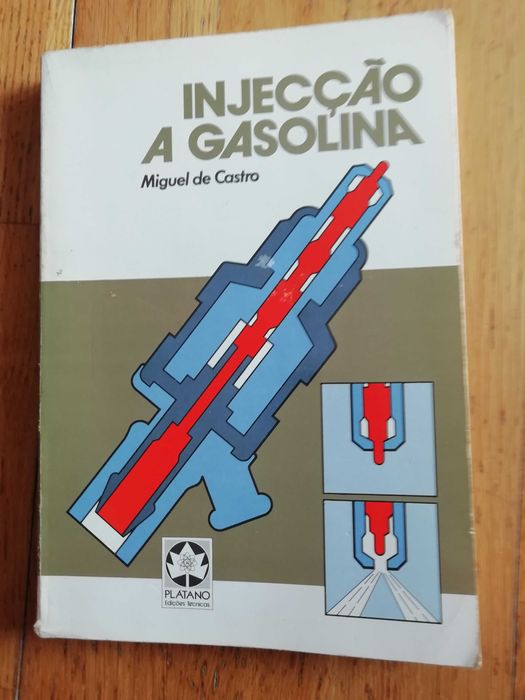 INJECÇÃO
A GASOLINA
Miguel de Castro
PLATANO
Edições Técnicas